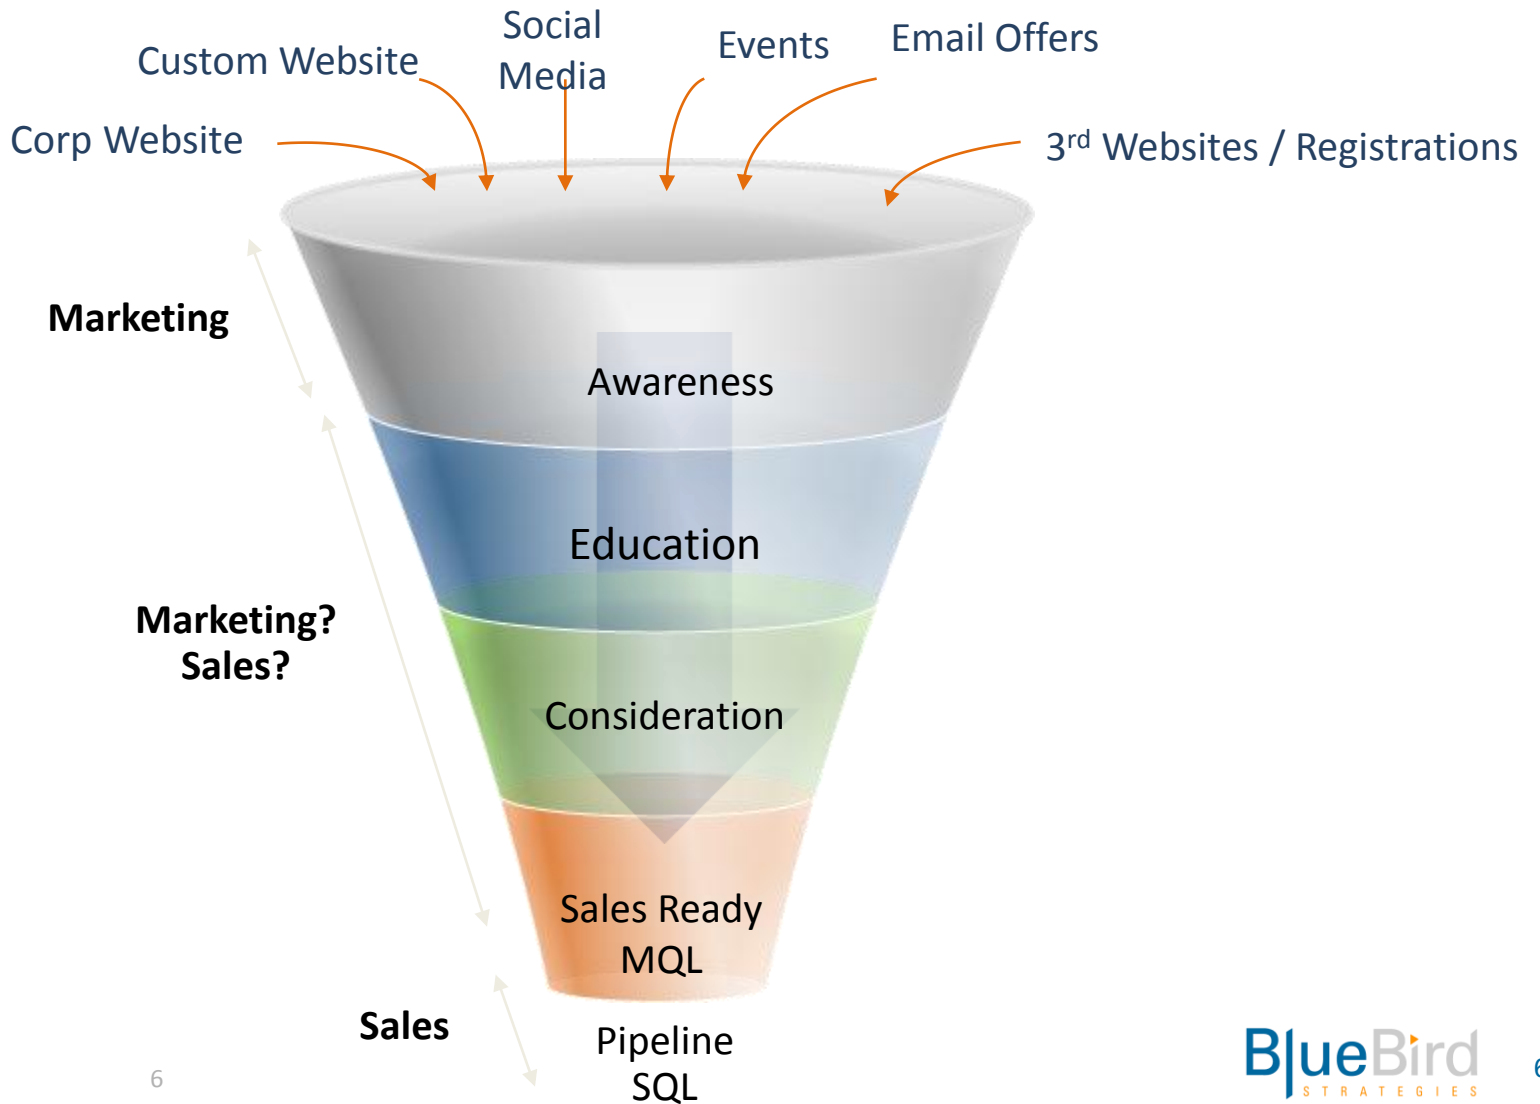 Social
Media
Events
Email Offers
Custom Website
Corp Website
3rd Websites / Registrations
Marketing
Awareness
Education
Marketing?
Sales?
Consideration
Sales Ready
MQL
Sales
Pipeline
SQL
6
BlueBird
STRATEGIES
6